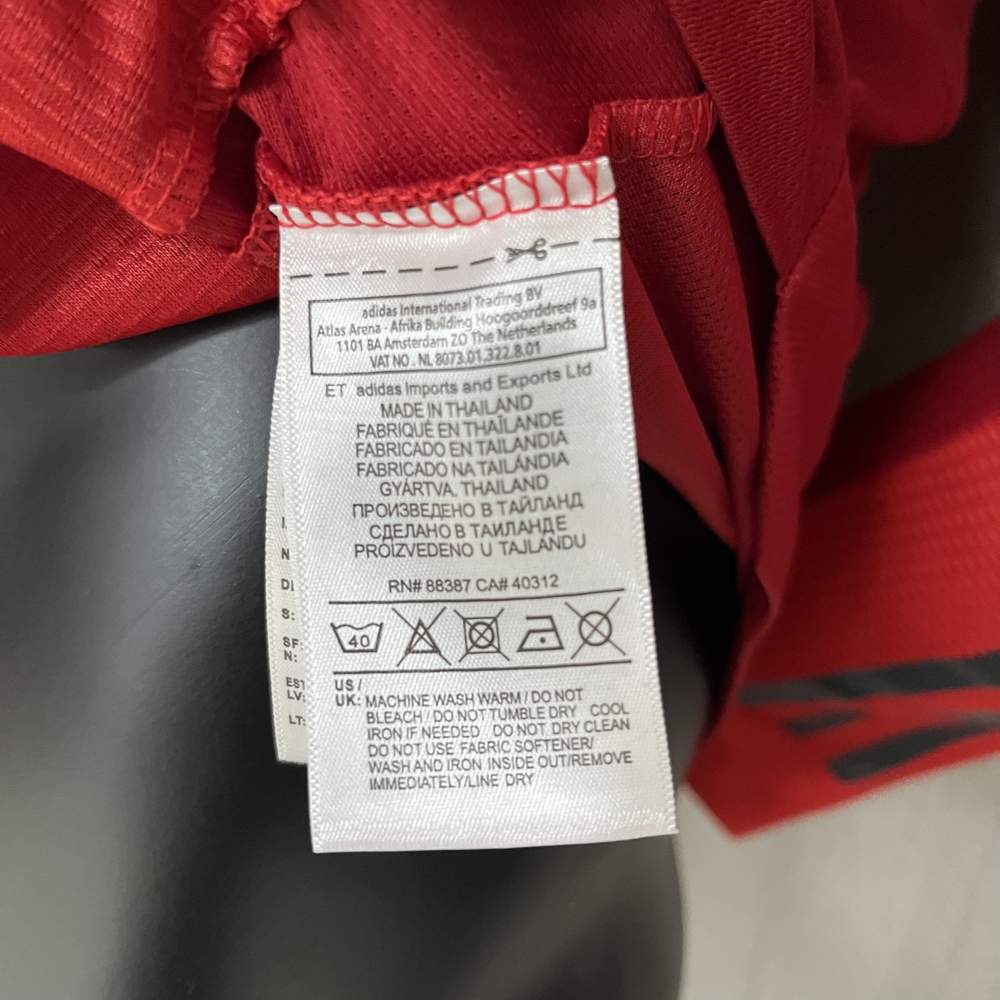 adidas International Trading BV
Atlas Arena - Afrika Building Hoogoorddreef 9a
1101 BA Amsterdam ZO The Netherlands
VAT NO. NL 8073.01.322.8.01
ET adidas Imports and Exports Ltd
MADE IN THAILAND
FABRIQUÉ EN THAÏLANDE
FABRICADO EN TAILANDIA
FABRICADO NA TAILÂNDIA
GYÁRTVA. THAILAND
ПРОИЗВЕДЕНО В ТАЙЛАНД
СДЕЛАНО В ТАИЛАНДЕ
PROIZVEDENO U TAJLANDU
RN# 88387 CA# 40312
40
US /
UK: MACHINE WASH WARM / DO NOT
BLEACH / DO NOT TUMBLE DRY COOL
IRON IF NEEDED DO NOT DRY CLEAN
DO NOT USE FABRIC SOFTENER/
WASH AND IRON INSIDE OUT/REMOVE
IMMEDIATELY/LINE DRY
N
S:
SF:
N:
EST
LV:
LT: